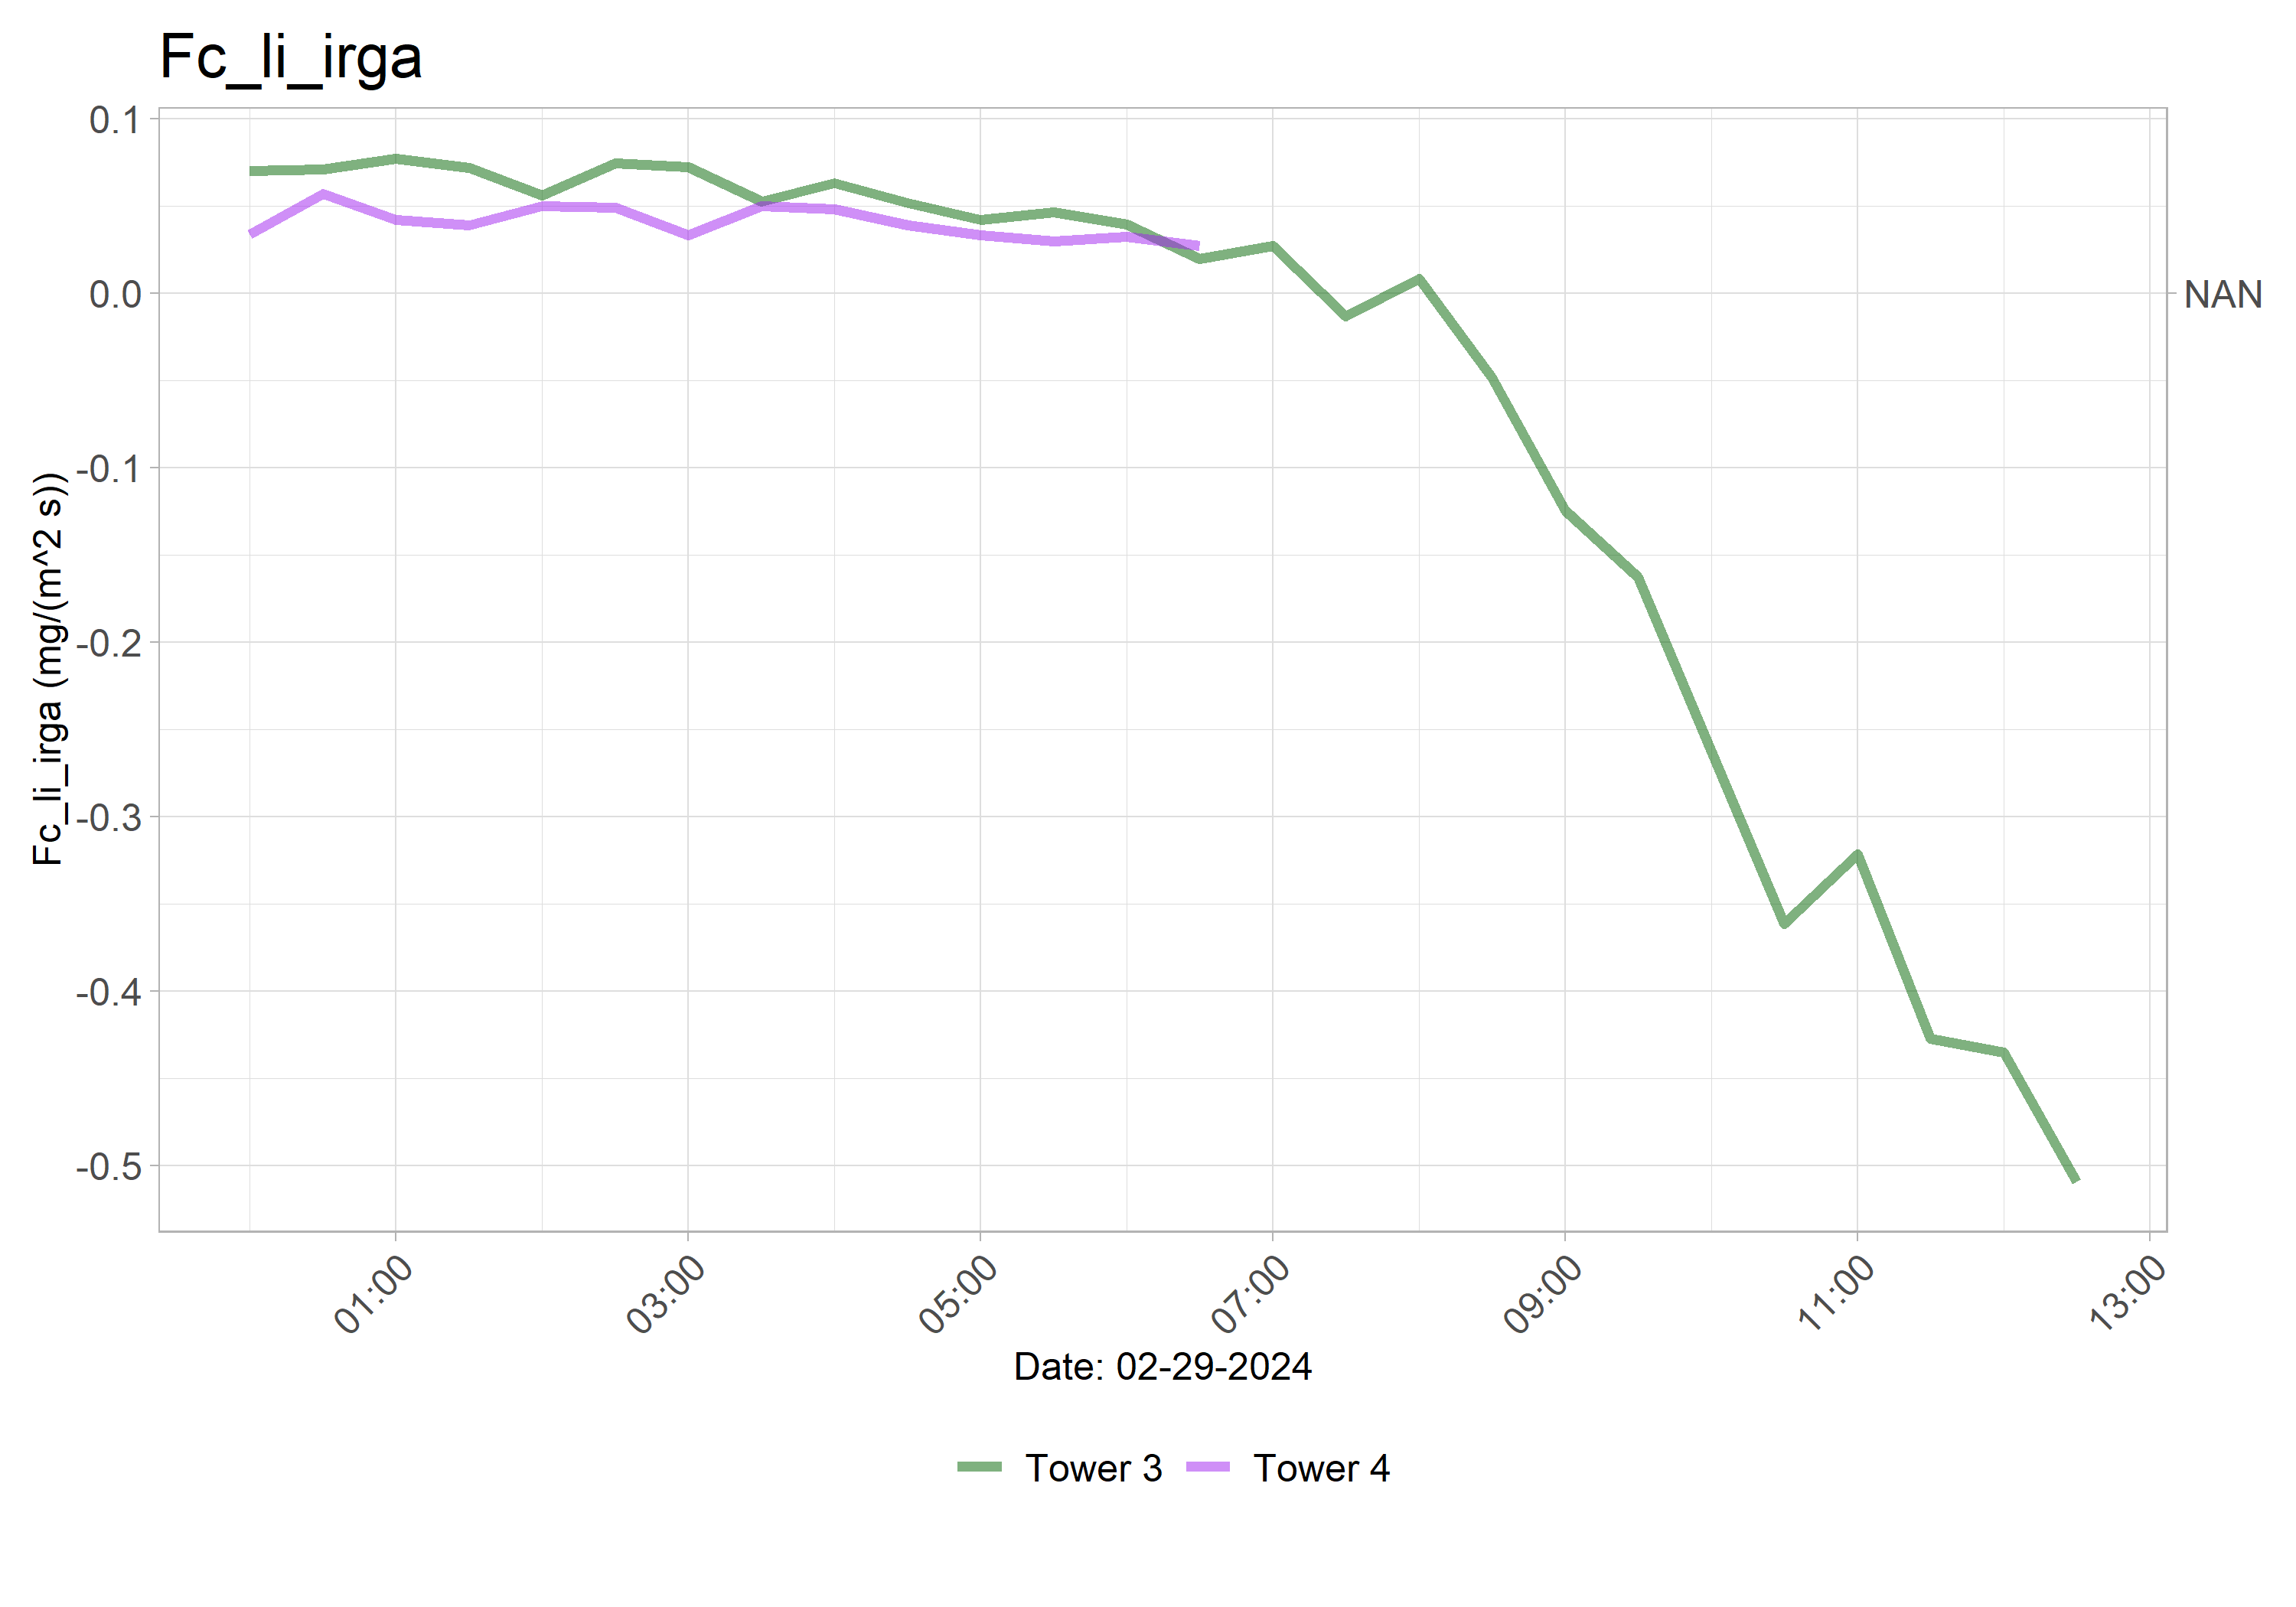 Fc_li_irga
0.1
0.0
NAN
-0.1
-0.2
-0.3
-0.4
-0.5
Fc_li_irga (mg/(m^2 s))
01:00 03:00 05:00 07:00 09:00 11:00 13:00
Date: 02-29-2024
Tower 3 Tower 4